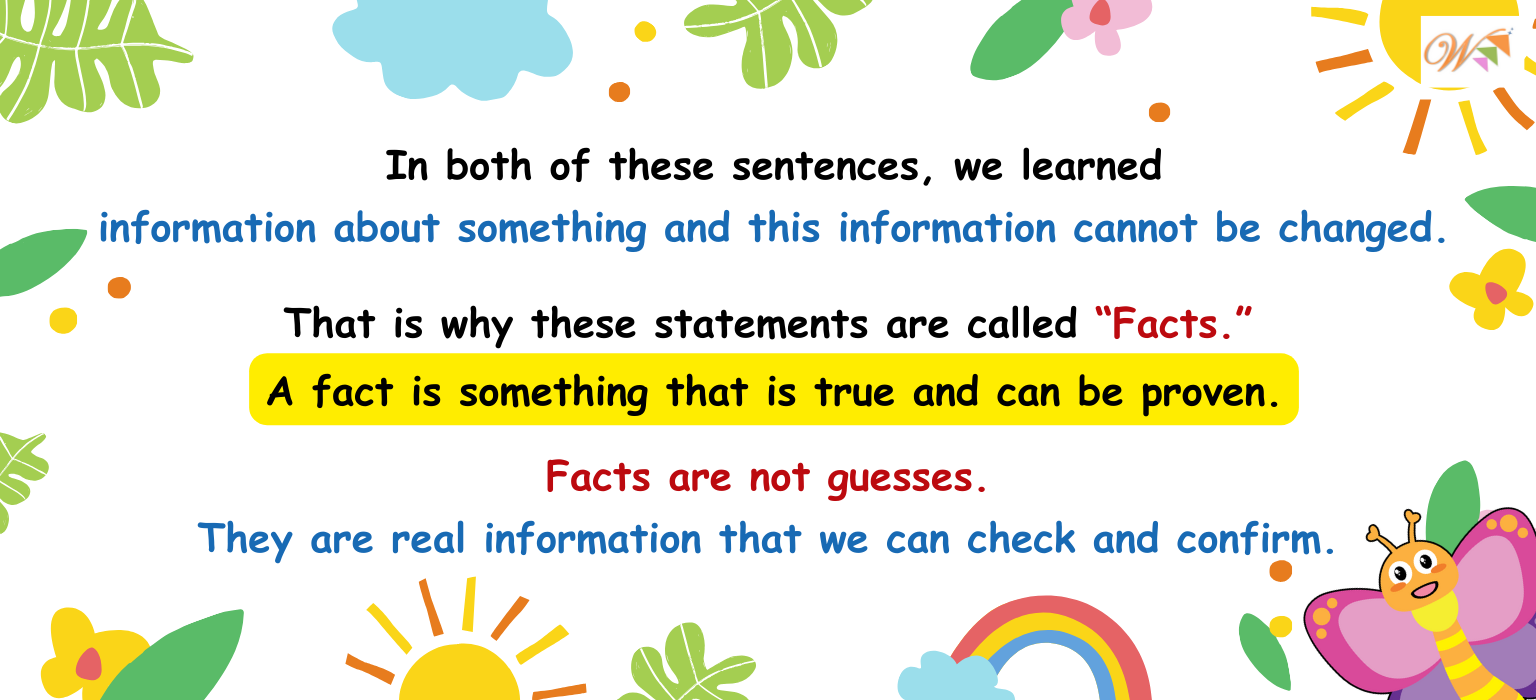 W
In both of these sentences, we learned
information about something and this information cannot be changed.
That is why these statements are called “Facts.”
A fact is something that is true and can be proven.
Facts are not guesses.
They are real information that we can check and confirm.